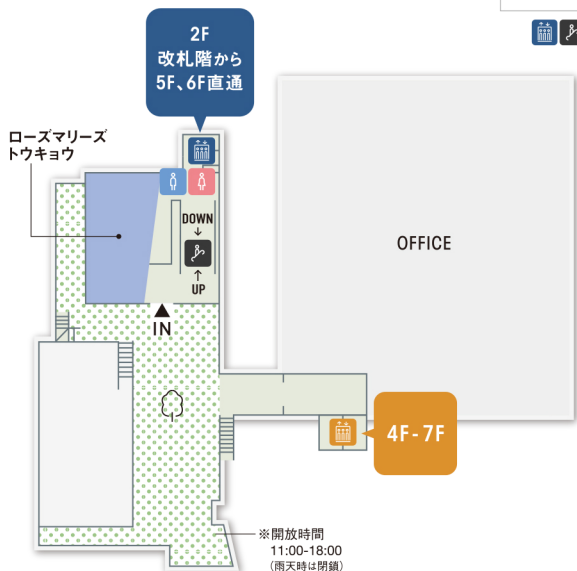 2F
改札階から
5F、6F直通
ローズマリーズ
トウキョウ
DOWN
UP
IN
OFFICE
4F-7F
※開放時間
11:00-18:00
(雨天時は閉鎖)